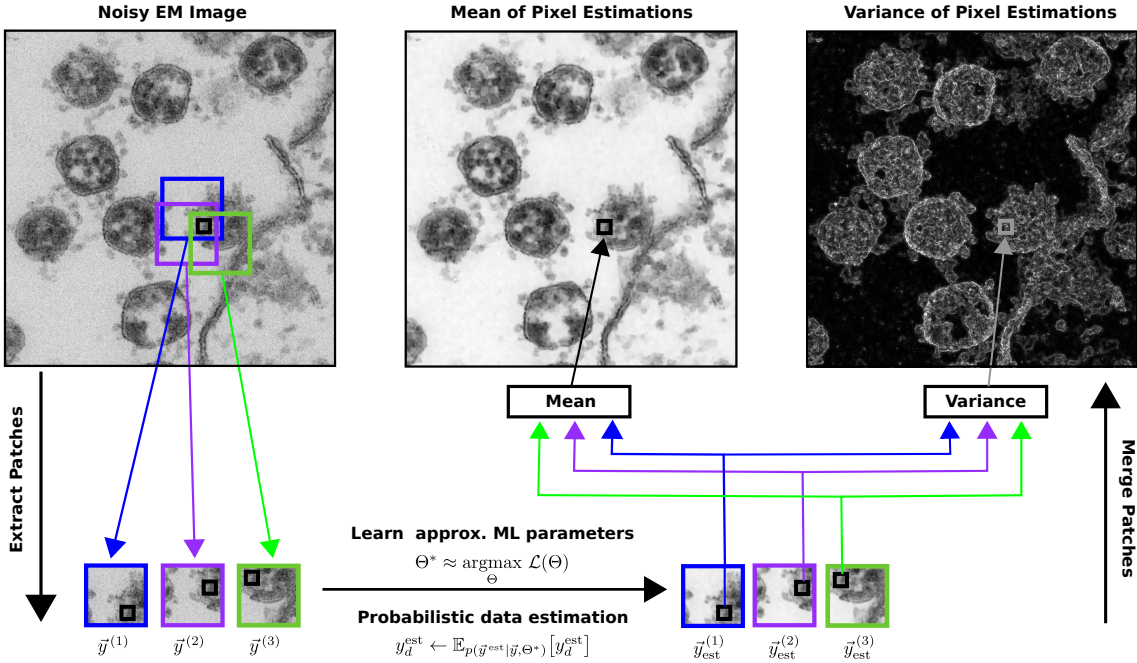 Noisy EM Image
Mean of Pixel Estimations
Variance of Pixel Estimations
Mean
Variance
Extract Patches
Merge Patches
Learn approx. ML parameters
Θ* ≈ argmax ℒ(Θ)
Θ
Probabilistic data estimation
y_d^est ← 𝔼_{p(y⃗^est|y⃗,Θ*)}[y_d^est]
y⃗^(1)
y⃗^(2)
y⃗^(3)
y⃗_est^(1)
y⃗_est^(2)
y⃗_est^(3)